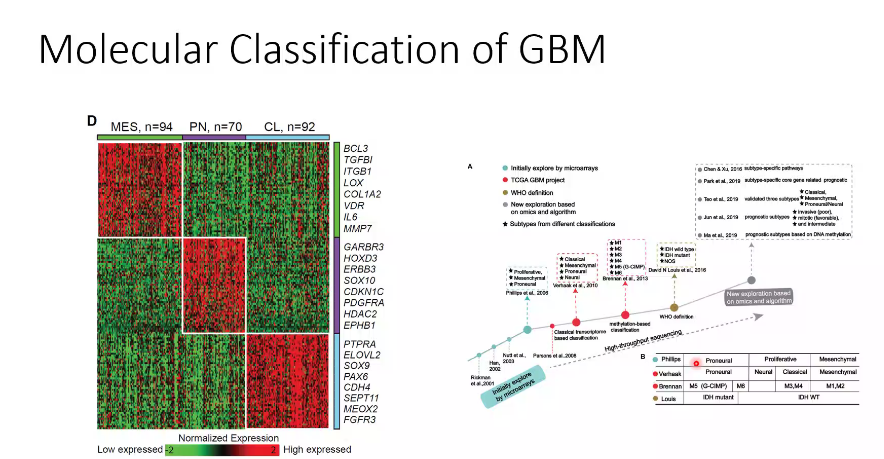 Molecular Classification of GBM
D
MES, n=94 PN, n=70 CL, n=92
BCL3
TGFBI
ITGB1
LOX
COL1A2
VDR
IL6
MMP7
GARBR3
HOXD3
ERBB3
SOX10
CDKN1C
PDGFRA
HDAC2
EPHB1
PTPRA
ELOVL2
SOX9
PAX6
CDH4
SEPT11
MEOX2
FGFR3
Normalized Expression
Low expressed -2 2 High expressed
A
Initially explore by microarrays
TCGA GBM project
WHO definition
New exploration based
on omics and algorithm
Subtypes from different classifications
Chen & Xu, 2016 subtype-specific pathways
Park et al., 2019 subtype-specific core gene related prognostic
Teo et al., 2019 validated three subtypes
Classical,
Mesenchymal,
Proneural/Neural
Jun et al., 2019 prognostic subtypes
Invasive (poor),
mitotic (favorable),
and intermediate
Ma et al., 2019 prognostic subtypes based on DNA methylation
Proliferative,
Mesenchymal
Proneural
Phillips et al., 2006
Classical
Mesenchymal
Proneural
Neural
Verhaak et al., 2010
M1
M2
M3
M4
M5 (G-CIMP)
M6
Brennan et al., 2013
IDH wild type
IDH mutant
NOS
David N Louis et al., 2016
New exploration based
on omics and algorithm
WHO definition
methylation-based
classification
Classical transcriptome
based classification
High-throughput sequencing
Rickman
et al.,2001
Han,
2002
Nutt et al.,
2003
Parsons et al.,2008
Initially explore
by microarrays
B
Phillips Proneural Proliferative Mesenchymal
Verhaak Proneural Neural Classical Mesenchymal
Brennan M5 (G-CIMP) M6 M3,M4 M1,M2
Louis IDH mutant IDH WT